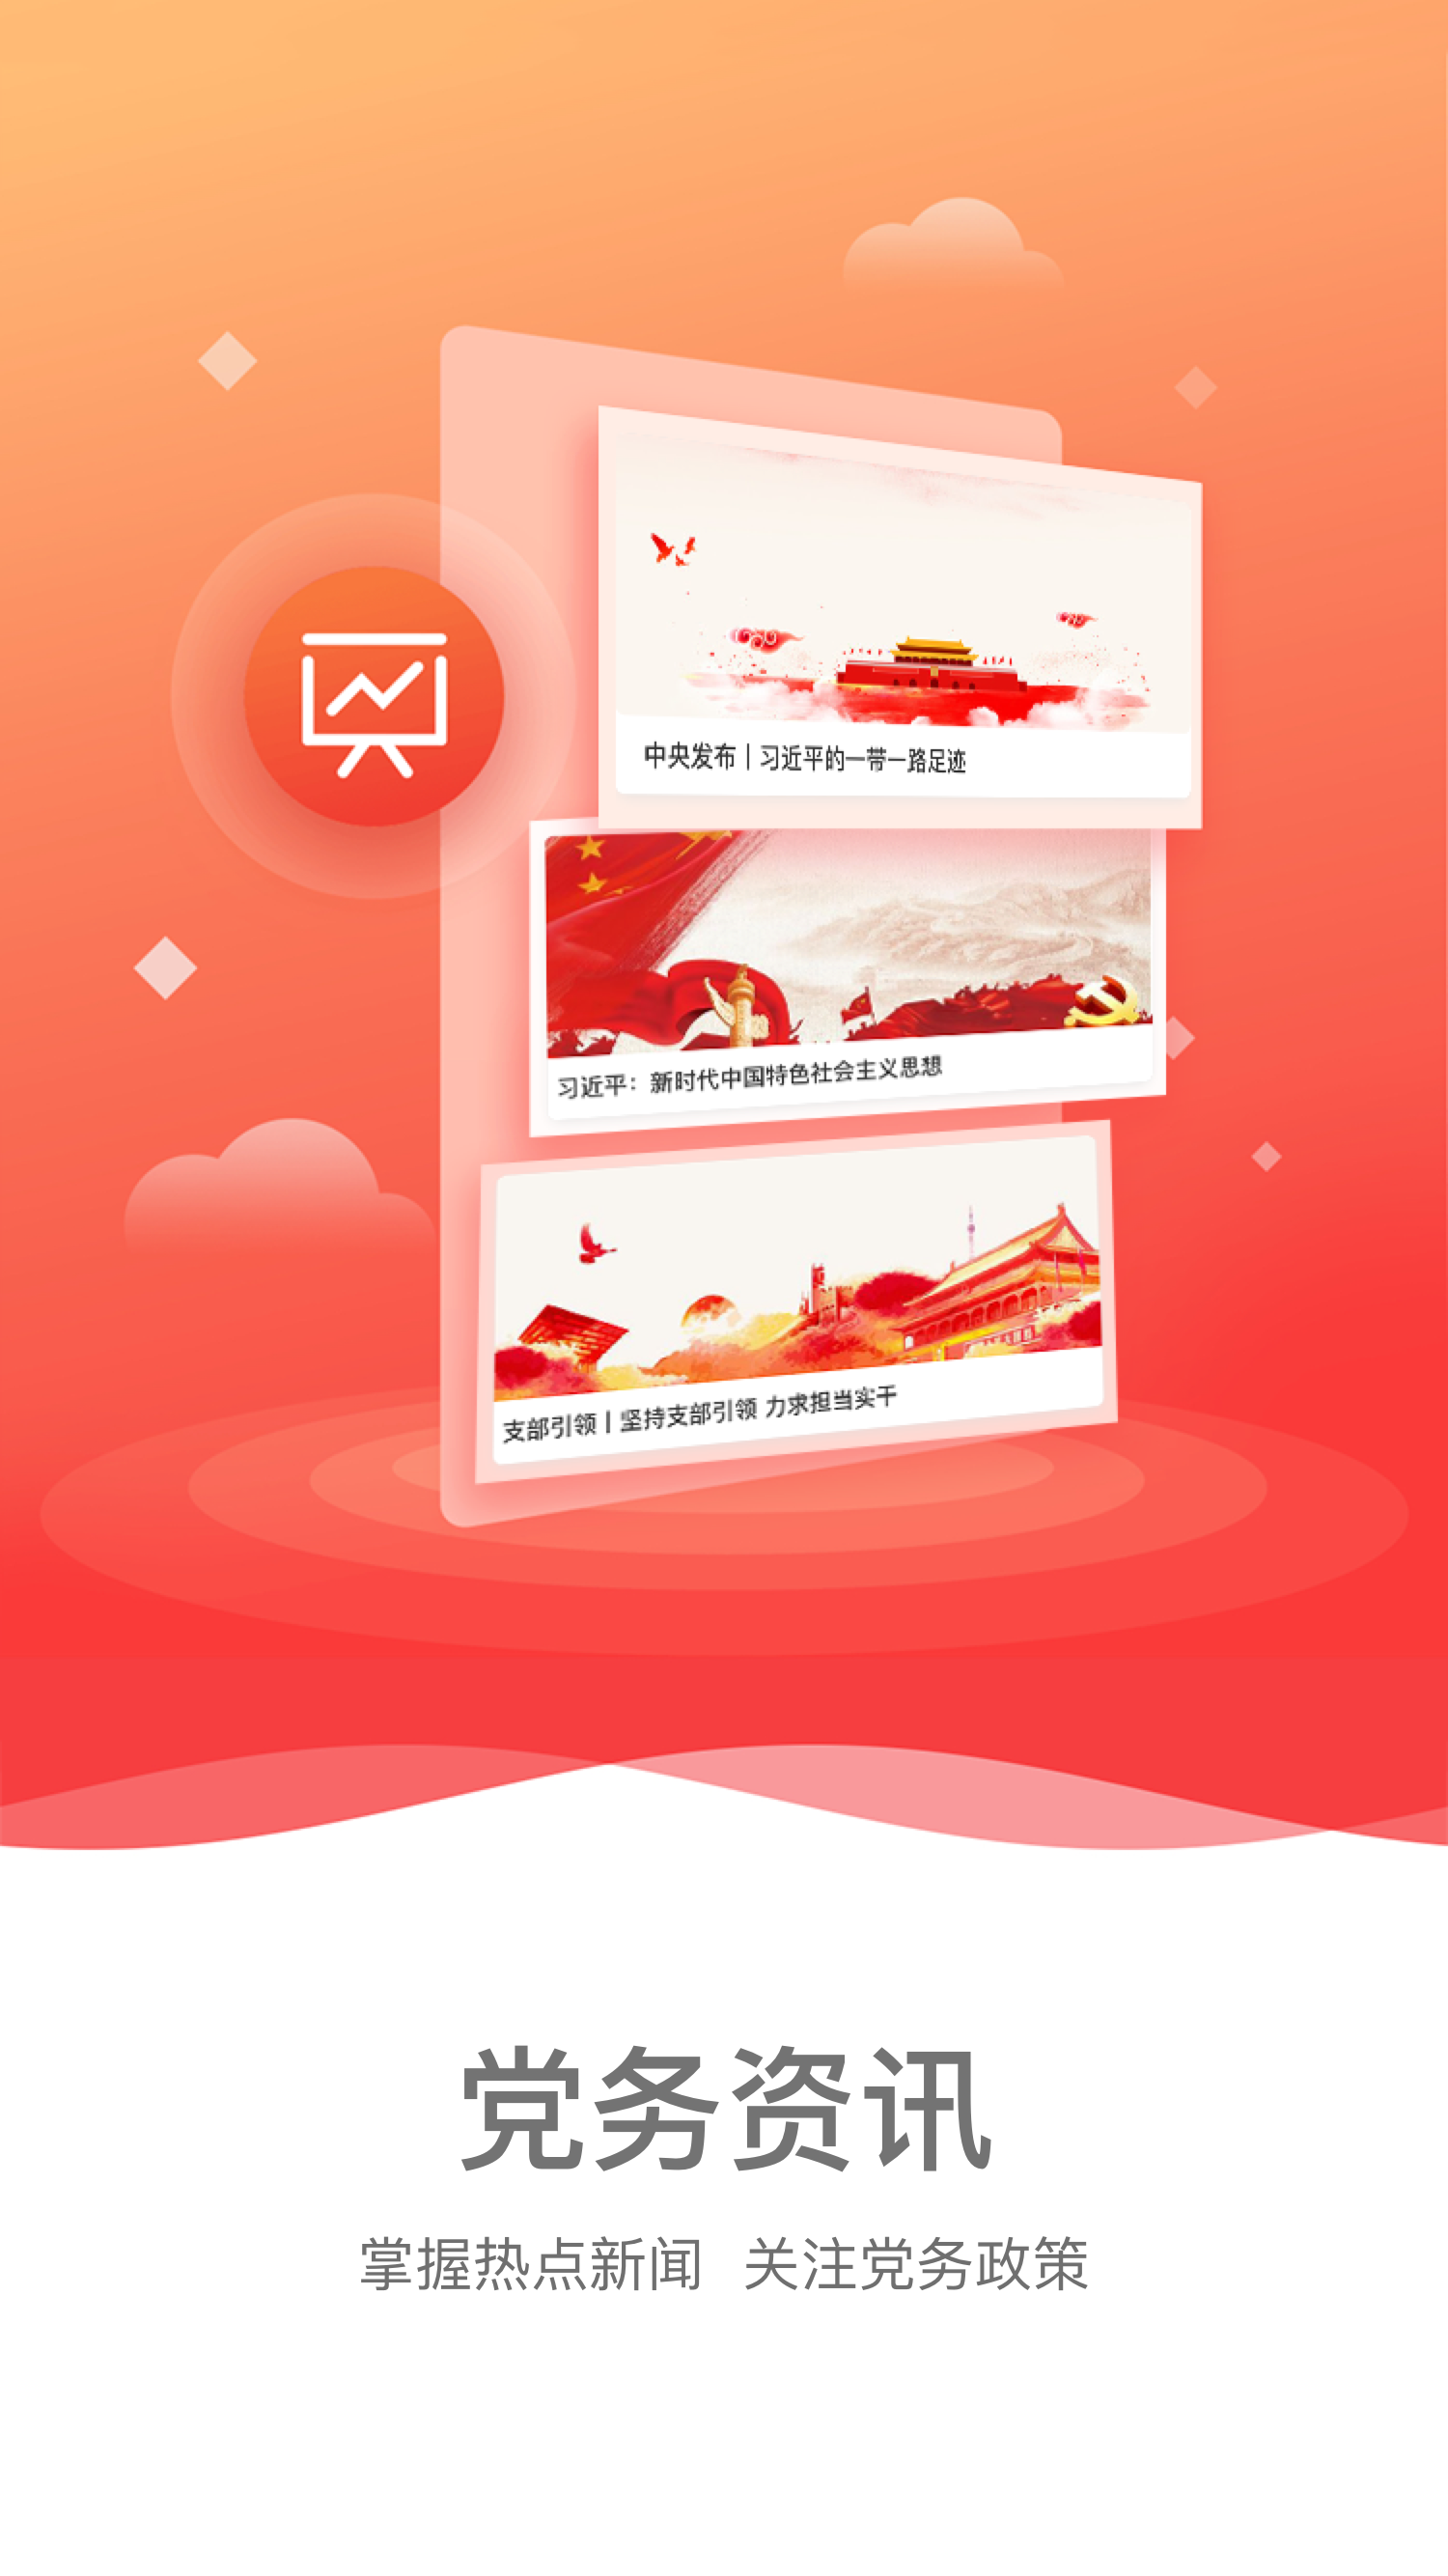 中央发布丨习近平的一带一路足迹
习近平：新时代中国特色社会主义思想
支部引领丨坚持支部引领 力求担当实干
党务资讯
掌握热点新闻 关注党务政策